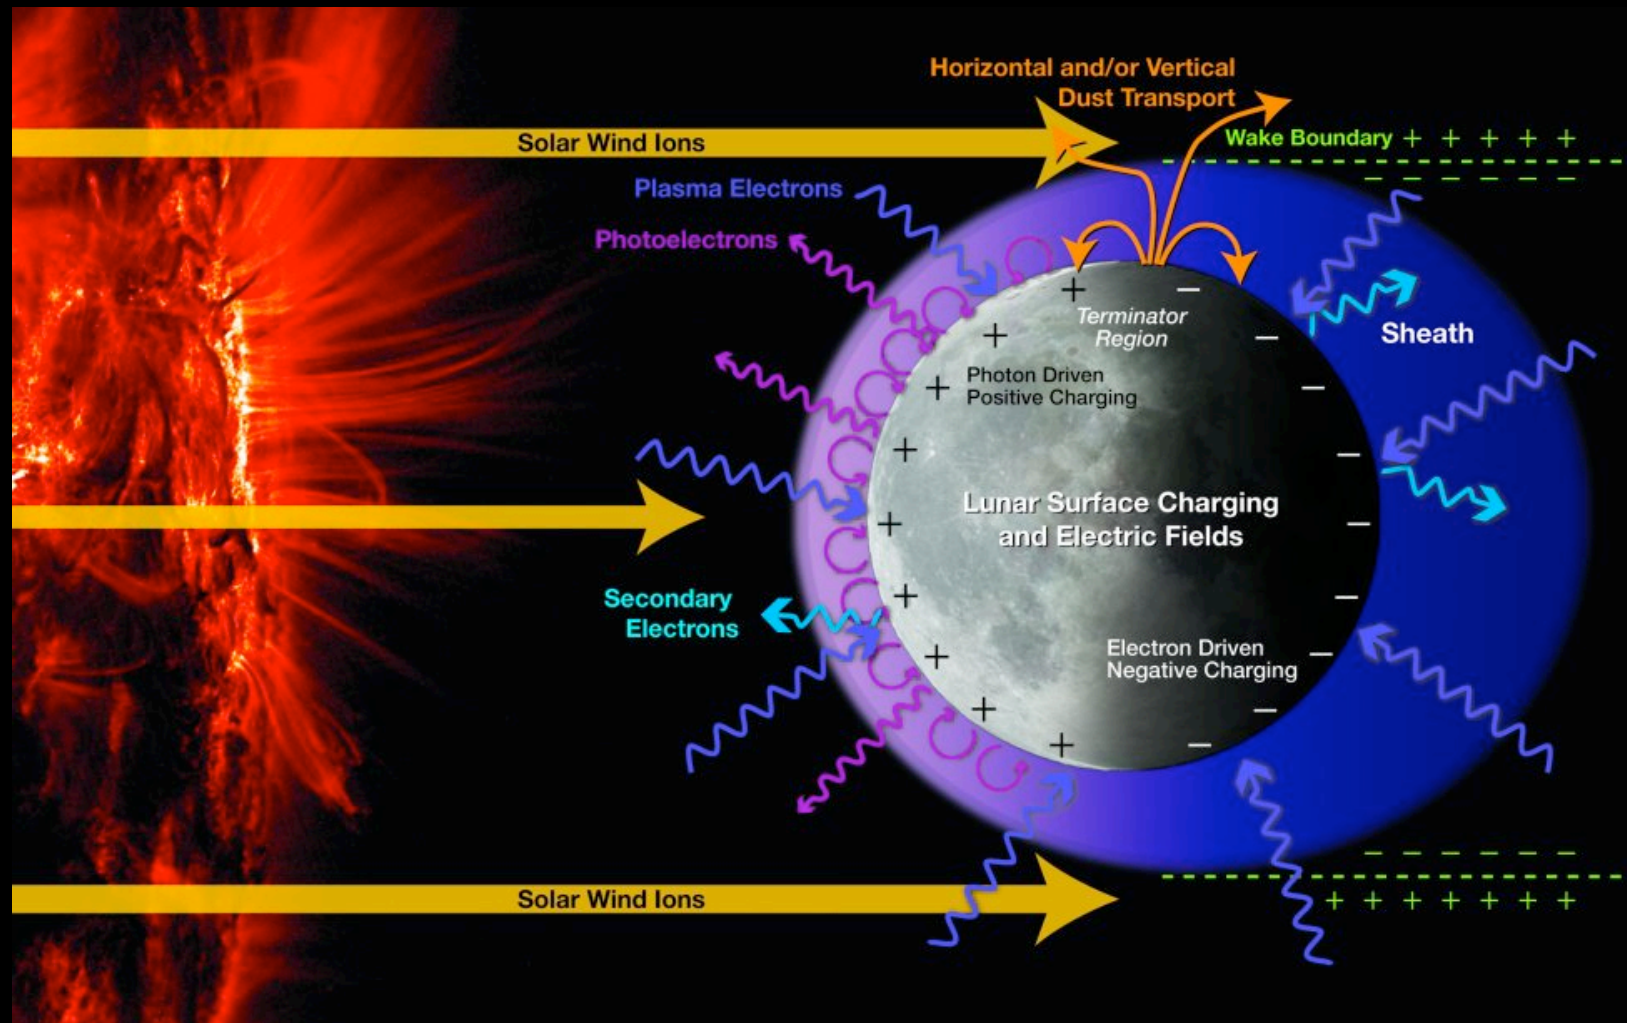 Horizontal and/or Vertical
Dust Transport
Solar Wind Ions
Wake Boundary + + + + +
− − − − − −
Plasma Electrons
Photoelectrons
Terminator
Region
Sheath
Photon Driven
Positive Charging
Lunar Surface Charging
and Electric Fields
Secondary
Electrons
Electron Driven
Negative Charging
− − − − − −
Solar Wind Ions
+ + + + + + +